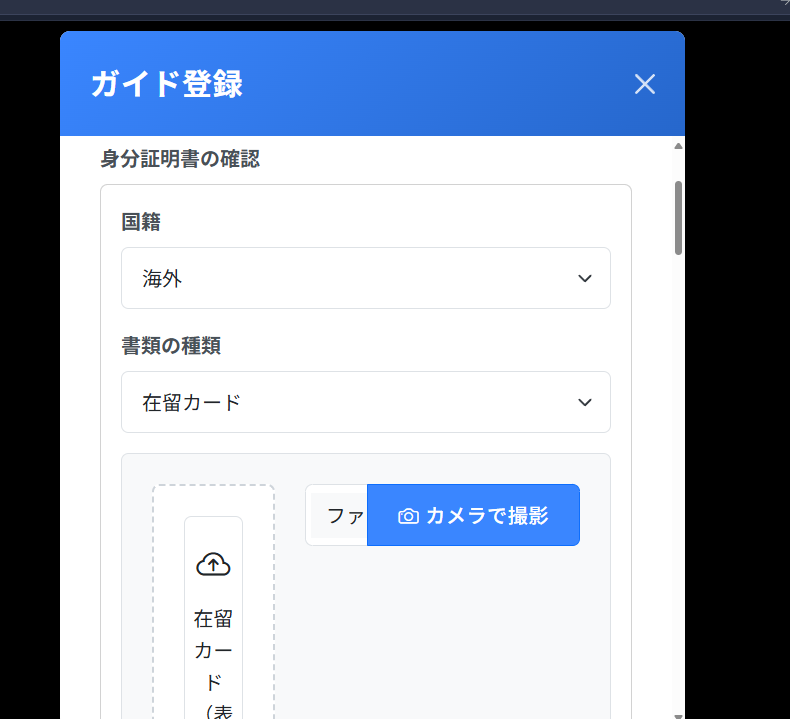 ガイド登録
身分証明書の確認
国籍
海外
書類の種類
在留カード
ファ
カメラで撮影
在留
カー
ド
（表